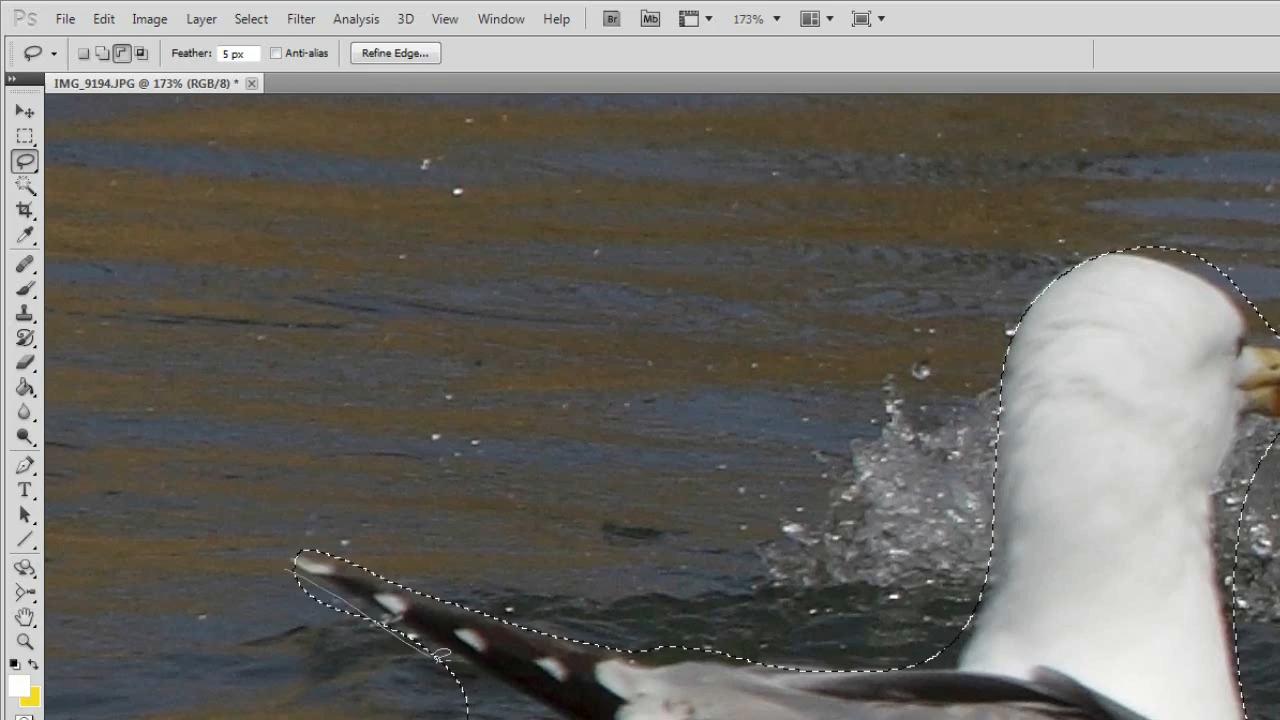 Ps File Edit Image Layer Select Filter Analysis 3D View Window Help Br Mb 173%
Feather: 5 px Anti-alias Refine Edge...
IMG_9194.JPG @ 173% (RGB/8) *
T